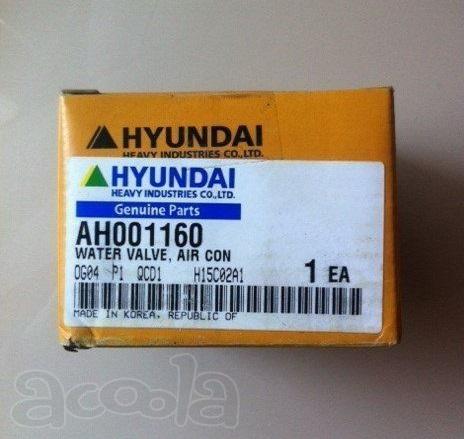 HYUNDAI
HEAVY INDUSTRIES CO.,LTD.
HYUNDAI
HEAVY INDUSTRIES CO.,LTD.
Genuine Parts
AH001160
WATER VALVE, AIR CON
0G04 P1 QCD1 H15C02A1
1 EA
MADE IN KOREA, REPUBLIC OF
acoola